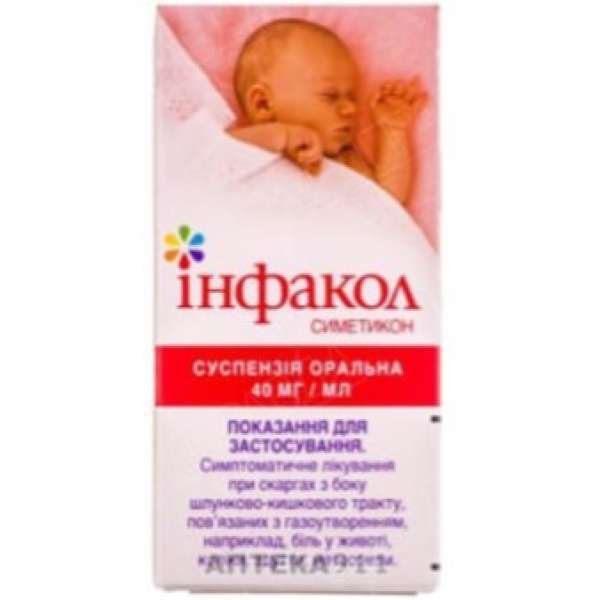 інфакол
СИМЕТИКОН
СУСПЕНЗІЯ ОРАЛЬНА
40 МГ / МЛ
ПОКАЗАННЯ ДЛЯ
ЗАСТОСУВАННЯ.
Симптоматичне лікування
при скаргах з боку
шлунково-кишкового тракту,
пов'язаних з газоутворенням,
наприклад, біль у животі,
АПТЕКА911